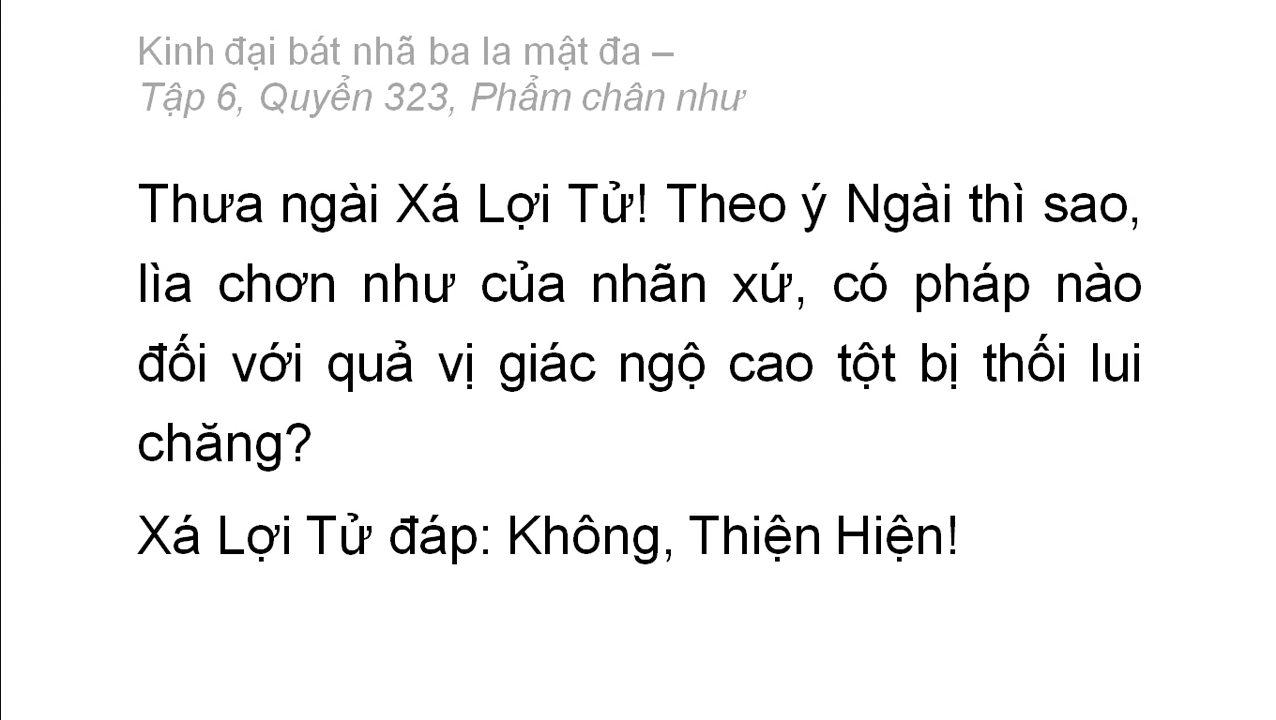 Kinh đại bát nhã ba la mật đa –
Tập 6, Quyển 323, Phẩm chân như
Thưa ngài Xá Lợi Tử! Theo ý Ngài thì sao,
lìa chơn như của nhãn xứ, có pháp nào
đối với quả vị giác ngộ cao tột bị thối lui
chăng?
Xá Lợi Tử đáp: Không, Thiện Hiện!